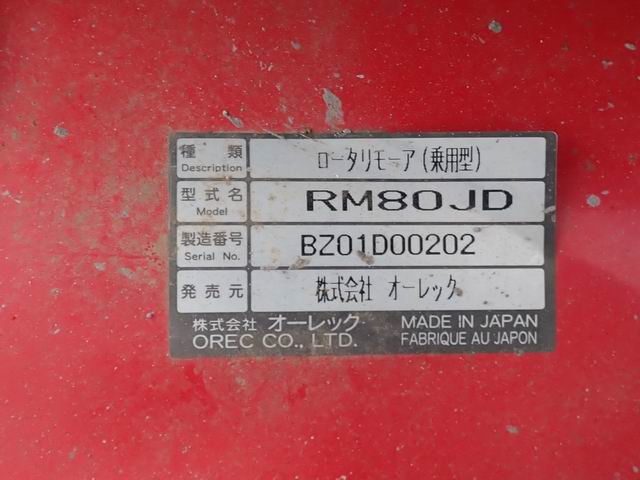 種類 ロータリモーア(乗用型)
Description
型式名 RM80JD
Model
製造番号 BZ01D00202
Serial No.
発売元 株式会社 オーレック
株式会社 オーレック MADE IN JAPAN
OREC CO., LTD. FABRIQUE AU JAPON